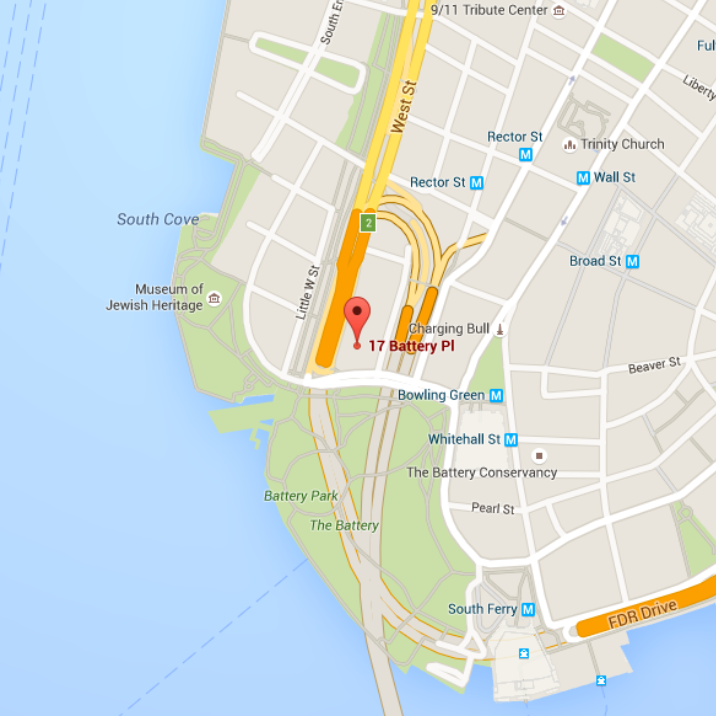 9/11 Tribute Center
South En
Ful
West St
Liberty
Rector St
Trinity Church
Rector St
Wall St
South Cove
2
Broad St
Little W St
Museum of
Jewish Heritage
Charging Bull
17 Battery Pl
Beaver St
Bowling Green
Whitehall St
The Battery Conservancy
Battery Park
Pearl St
The Battery
South Ferry
FDR Drive